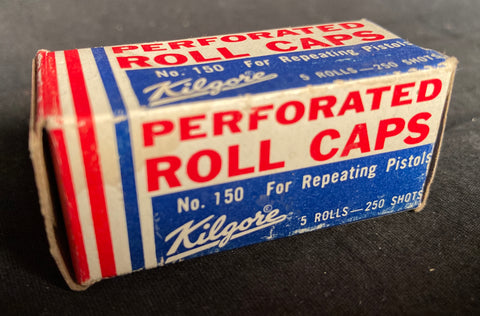 PERFORATED
ROLL CAPS
No. 150 For Repeating Pistols
Kilgore
5 ROLLS—250 SHOTS
PERFORATED
ROLL CAPS
No. 150 For Repeating Pistols
Kilgore®
5 ROLLS—250 SHOTS